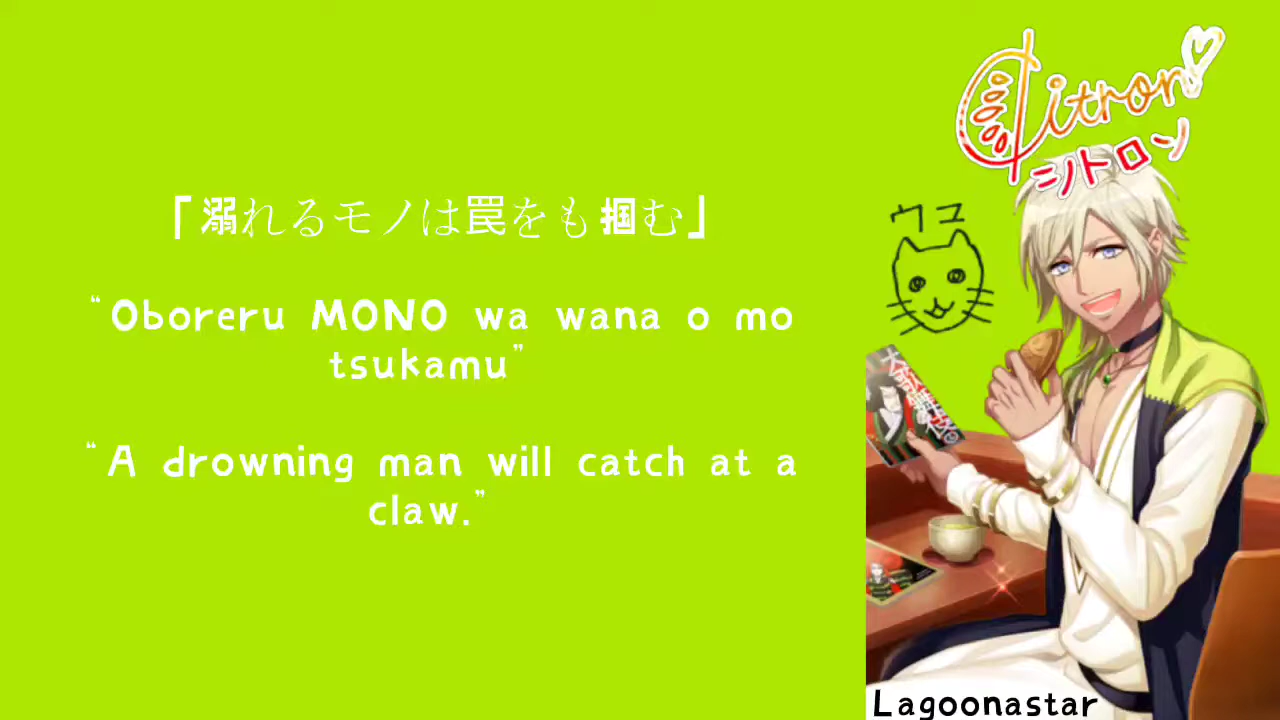 Citron
シトロン
「溺れるモノは罠をも掴む」
ウユ
"Oboreru MONO wa wana o mo
tsukamu"
"A drowning man will catch at a
claw."
Lagoonastar